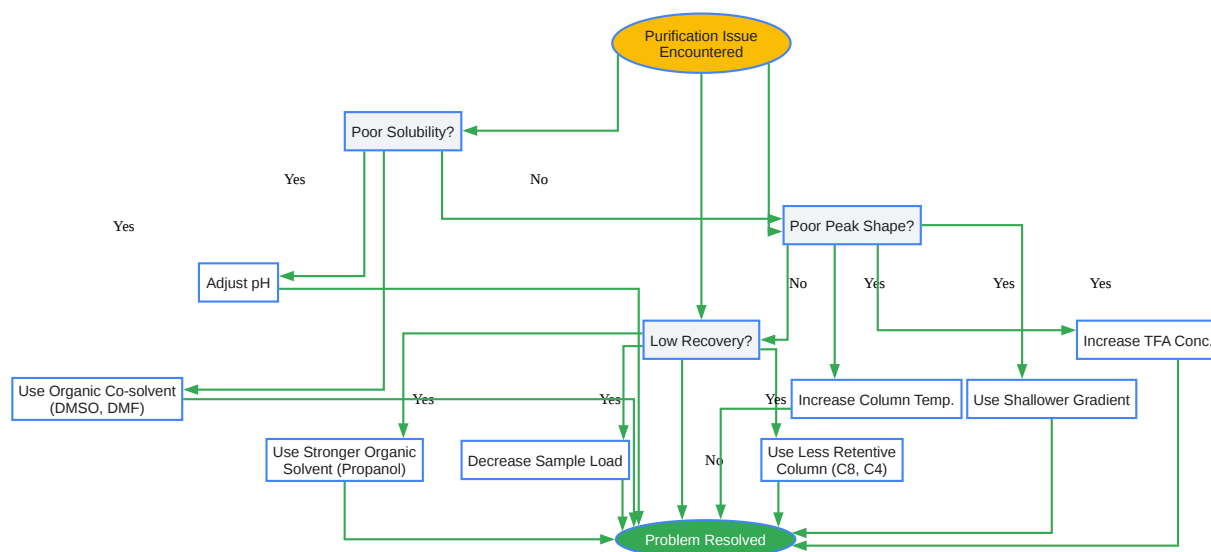 Purification Issue
Encountered
Poor Solubility?
Yes
No
Yes
Poor Peak Shape?
Adjust pH
No
Yes
Yes
Yes
Low Recovery?
Increase TFA Conc.
Use Organic Co-solvent
(DMSO, DMF)
Yes
Yes
Yes
Increase Column Temp.
Use Shallower Gradient
Use Stronger Organic
Solvent (Propanol)
Decrease Sample Load
No
Use Less Retentive
Column (C8, C4)
Problem Resolved